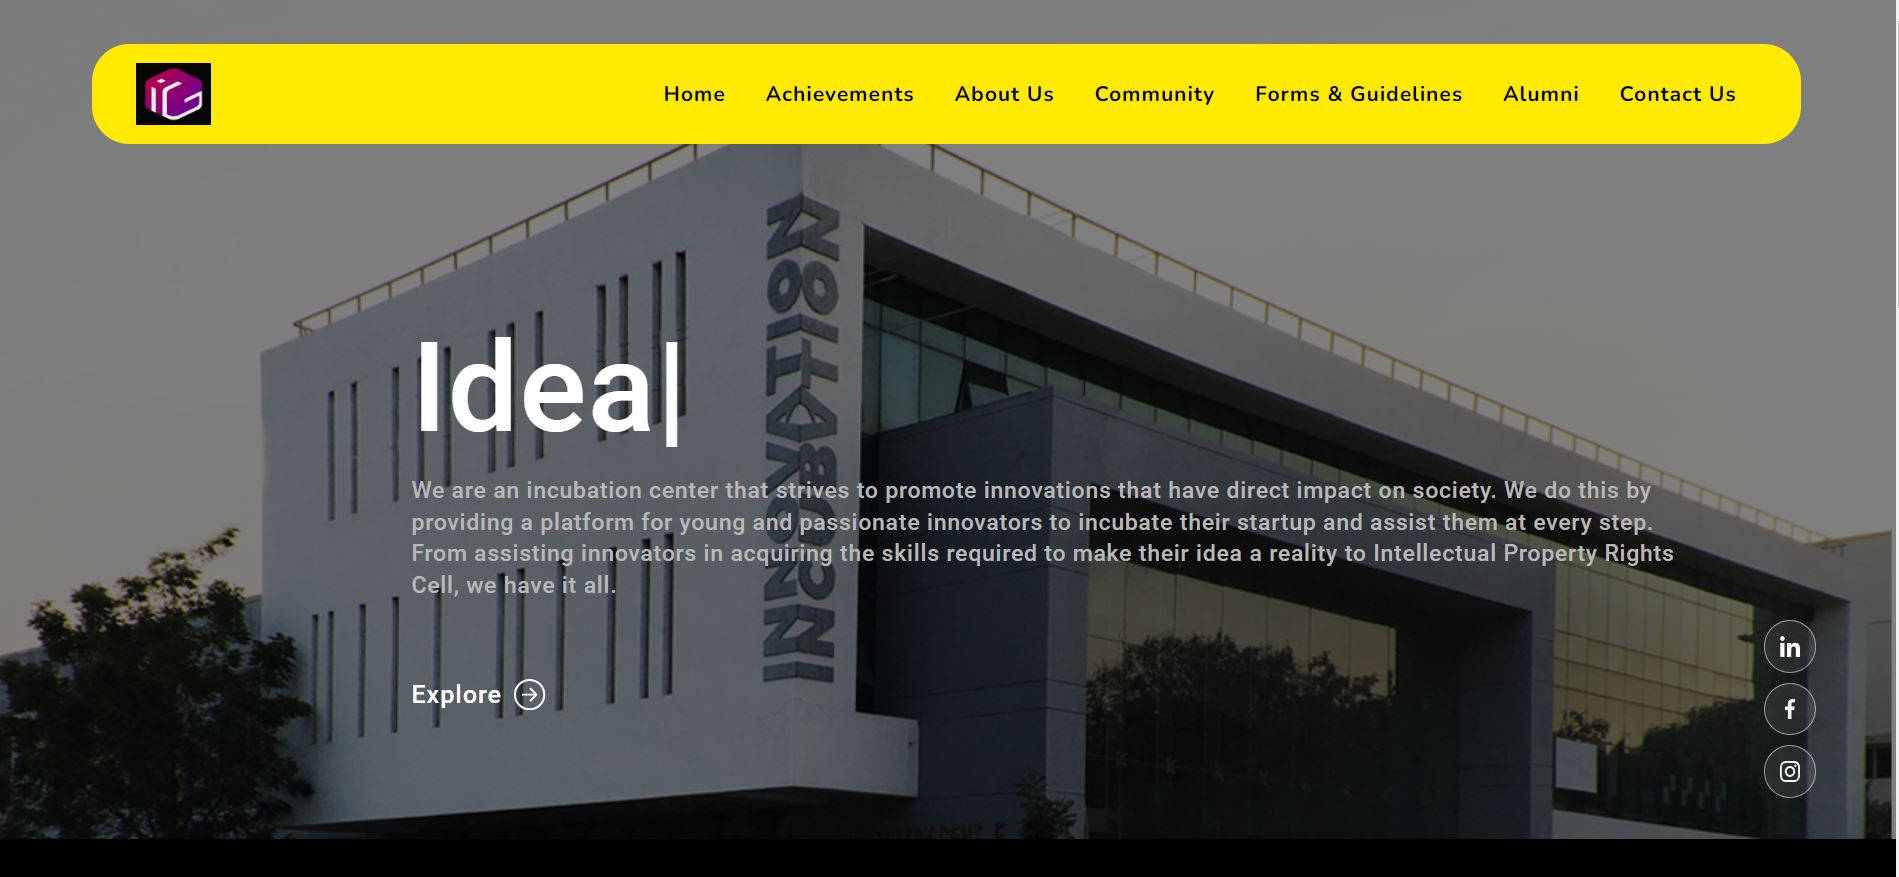 iG
Home Achievements About Us Community Forms & Guidelines Alumni Contact Us
INNOVATION
INCUBATION
Idea|
We are an incubation center that strives to promote innovations that have direct impact on society. We do this by
providing a platform for young and passionate innovators to incubate their startup and assist them at every step.
From assisting innovators in acquiring the skills required to make their idea a reality to Intellectual Property Rights
Cell, we have it all.
Explore
in
f